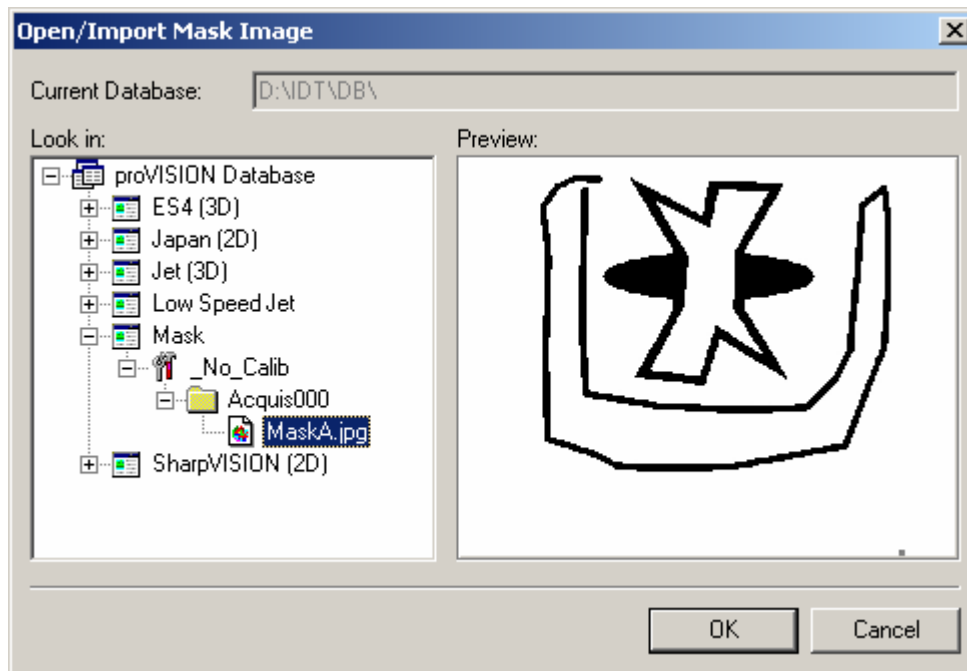 Open/Import Mask Image
Current Database: D:\IDT\DB\
Look in:
Preview:
proVISION Database
ES4 (3D)
Japan (2D)
Jet (3D)
Low Speed Jet
Mask
_No_Calib
Acquis000
MaskA.jpg
SharpVISION (2D)
OK
Cancel